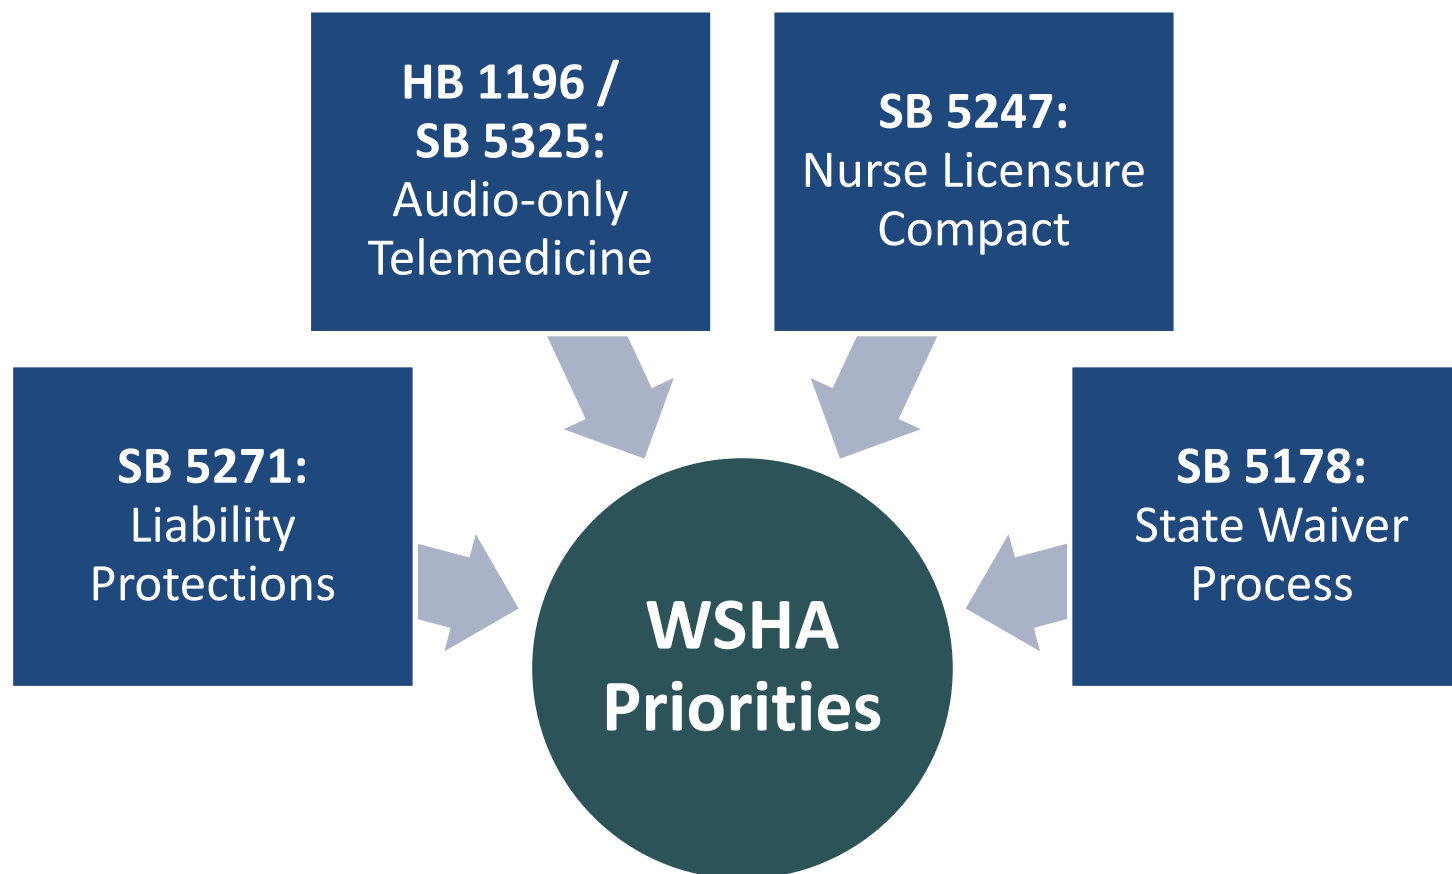 HB 1196 /
SB 5325:
Audio-only
Telemedicine
SB 5247:
Nurse Licensure
Compact
SB 5271:
Liability
Protections
SB 5178:
State Waiver
Process
WSHA
Priorities